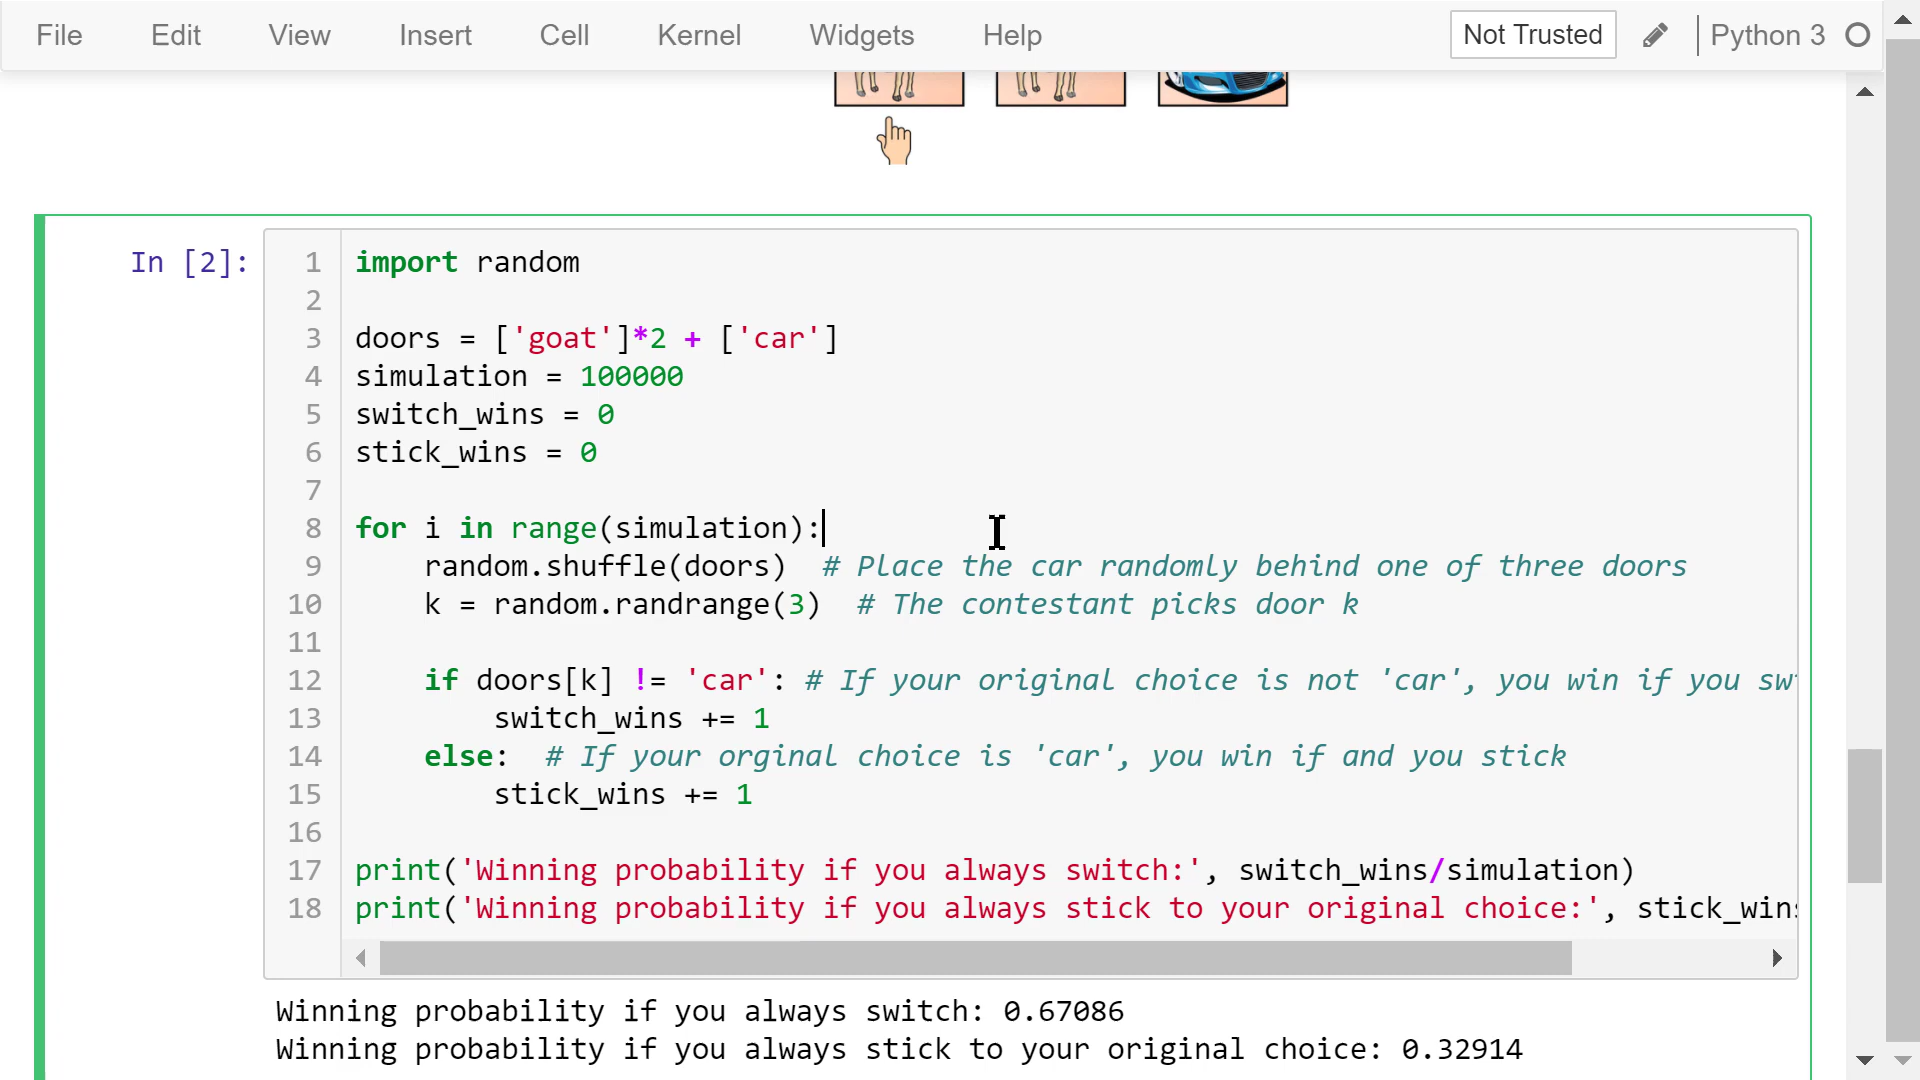 File Edit View Insert Cell Kernel Widgets Help Not Trusted Python 3
In [2]:
1 import random
2
3 doors = ['goat']*2 + ['car']
4 simulation = 100000
5 switch_wins = 0
6 stick_wins = 0
7
8 for i in range(simulation):
9 random.shuffle(doors) # Place the car randomly behind one of three doors
10 k = random.randrange(3) # The contestant picks door k
11
12 if doors[k] != 'car': # If your original choice is not 'car', you win if you sw
13 switch_wins += 1
14 else: # If your orginal choice is 'car', you win if and you stick
15 stick_wins += 1
16
17 print('Winning probability if you always switch:', switch_wins/simulation)
18 print('Winning probability if you always stick to your original choice:', stick_win
Winning probability if you always switch: 0.67086
Winning probability if you always stick to your original choice: 0.32914